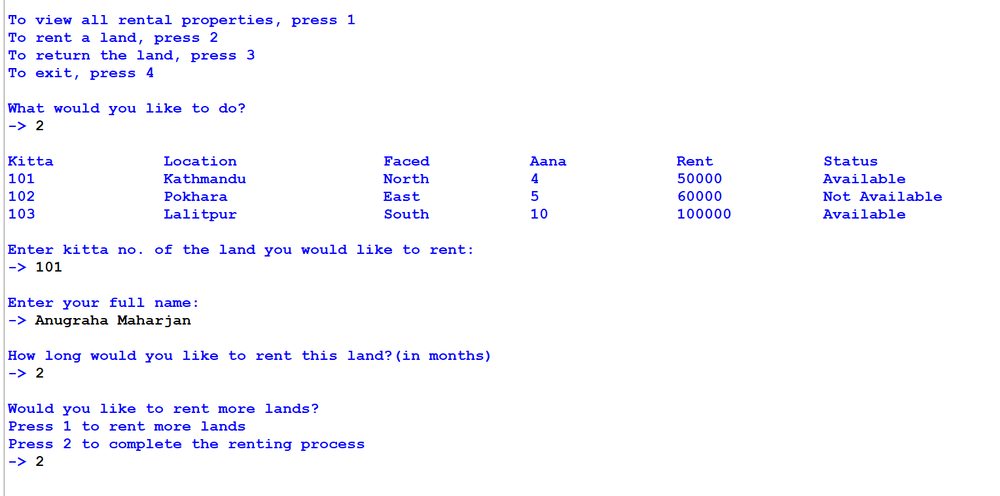 To view all rental properties, press 1
To rent a land, press 2
To return the land, press 3
To exit, press 4
What would you like to do?
-> 2
Kitta Location Faced Aana Rent Status
101 Kathmandu North 4 50000 Available
102 Pokhara East 5 60000 Not Available
103 Lalitpur South 10 100000 Available
Enter kitta no. of the land you would like to rent:
-> 101
Enter your full name:
-> Anugraha Maharjan
How long would you like to rent this land?(in months)
-> 2
Would you like to rent more lands?
Press 1 to rent more lands
Press 2 to complete the renting process
-> 2